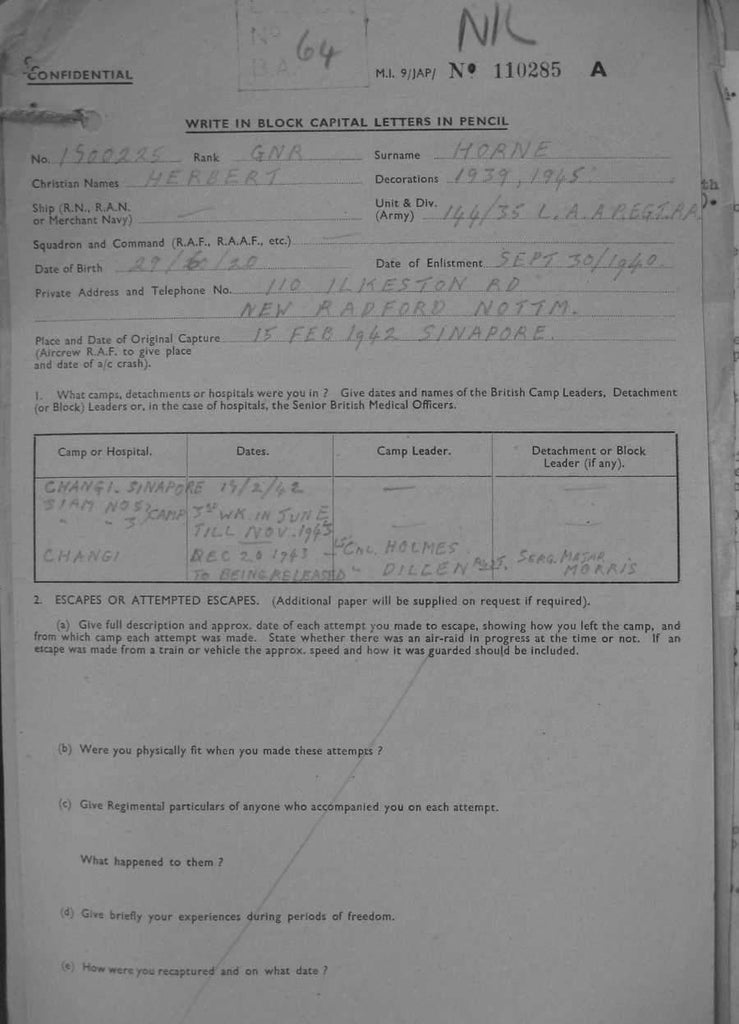 64
NIL
CONFIDENTIAL
M.I. 9/JAP/ Nº 110285 A
WRITE IN BLOCK CAPITAL LETTERS IN PENCIL
No. 1500225 Rank GNR Surname HORNE
Christian Names HERBERT Decorations 1939, 1945
Ship (R.N., R.A.N. or Merchant Navy) —
Unit & Div. (Army) 144/35 L.A.A REGT.RA
Squadron and Command (R.A.F., R.A.A.F., etc.) —
Date of Birth 29/6/20 Date of Enlistment SEPT 30/1940.
Private Address and Telephone No. 110 ILKESTON RD
NEW RADFORD NOTTM.
Place and Date of Original Capture 15 FEB 1942 SINAPORE.
(Aircrew R.A.F. to give place
and date of a/c crash).
1. What camps, detachments or hospitals were you in ? Give dates and names of the British Camp Leaders, Detachment
(or Block) Leaders or, in the case of hospitals, the Senior British Medical Officers.
Camp or Hospital. Dates. Camp Leader. Detachment or Block
Leader (if any).
CHANGI. SINAPORE 15/2/42 — —
SIAM NOS 3RD WK IN JUNE — —
" " 3 CAMP TILL NOV. 1943
CHANGI DEC 20 1943 LT COL. HOLMES SERG. MAJAR
TO BEING RELEASED " DILLEN MORRIS
2. ESCAPES OR ATTEMPTED ESCAPES. (Additional paper will be supplied on request if required).
(a) Give full description and approx. date of each attempt you made to escape, showing how you left the camp, and
from which camp each attempt was made. State whether there was an air-raid in progress at the time or not. If an
escape was made from a train or vehicle the approx. speed and how it was guarded should be included.
(b) Were you physically fit when you made these attempts ?
(c) Give Regimental particulars of anyone who accompanied you on each attempt.
What happened to them ?
(d) Give briefly your experiences during periods of freedom.
(e) How were you recaptured and on what date ?